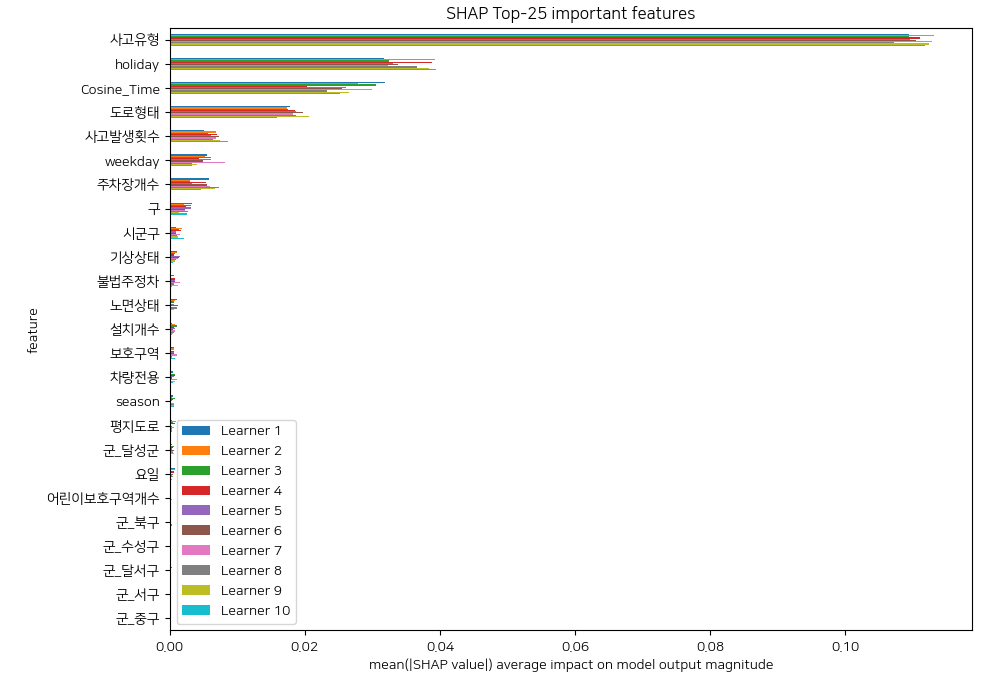 SHAP Top-25 important features
사고유형
holiday
Cosine_Time
도로형태
사고발생횟수
weekday
주차장개수
구
시군구
기상상태
불법주정차
노면상태
설치개수
보호구역
차량전용
season
평지도로
군_달성군
요일
어린이보호구역개수
군_북구
군_수성구
군_달서구
군_서구
군_중구
feature
Learner 1
Learner 2
Learner 3
Learner 4
Learner 5
Learner 6
Learner 7
Learner 8
Learner 9
Learner 10
0.00 0.02 0.04 0.06 0.08 0.10
mean(|SHAP value|) average impact on model output magnitude